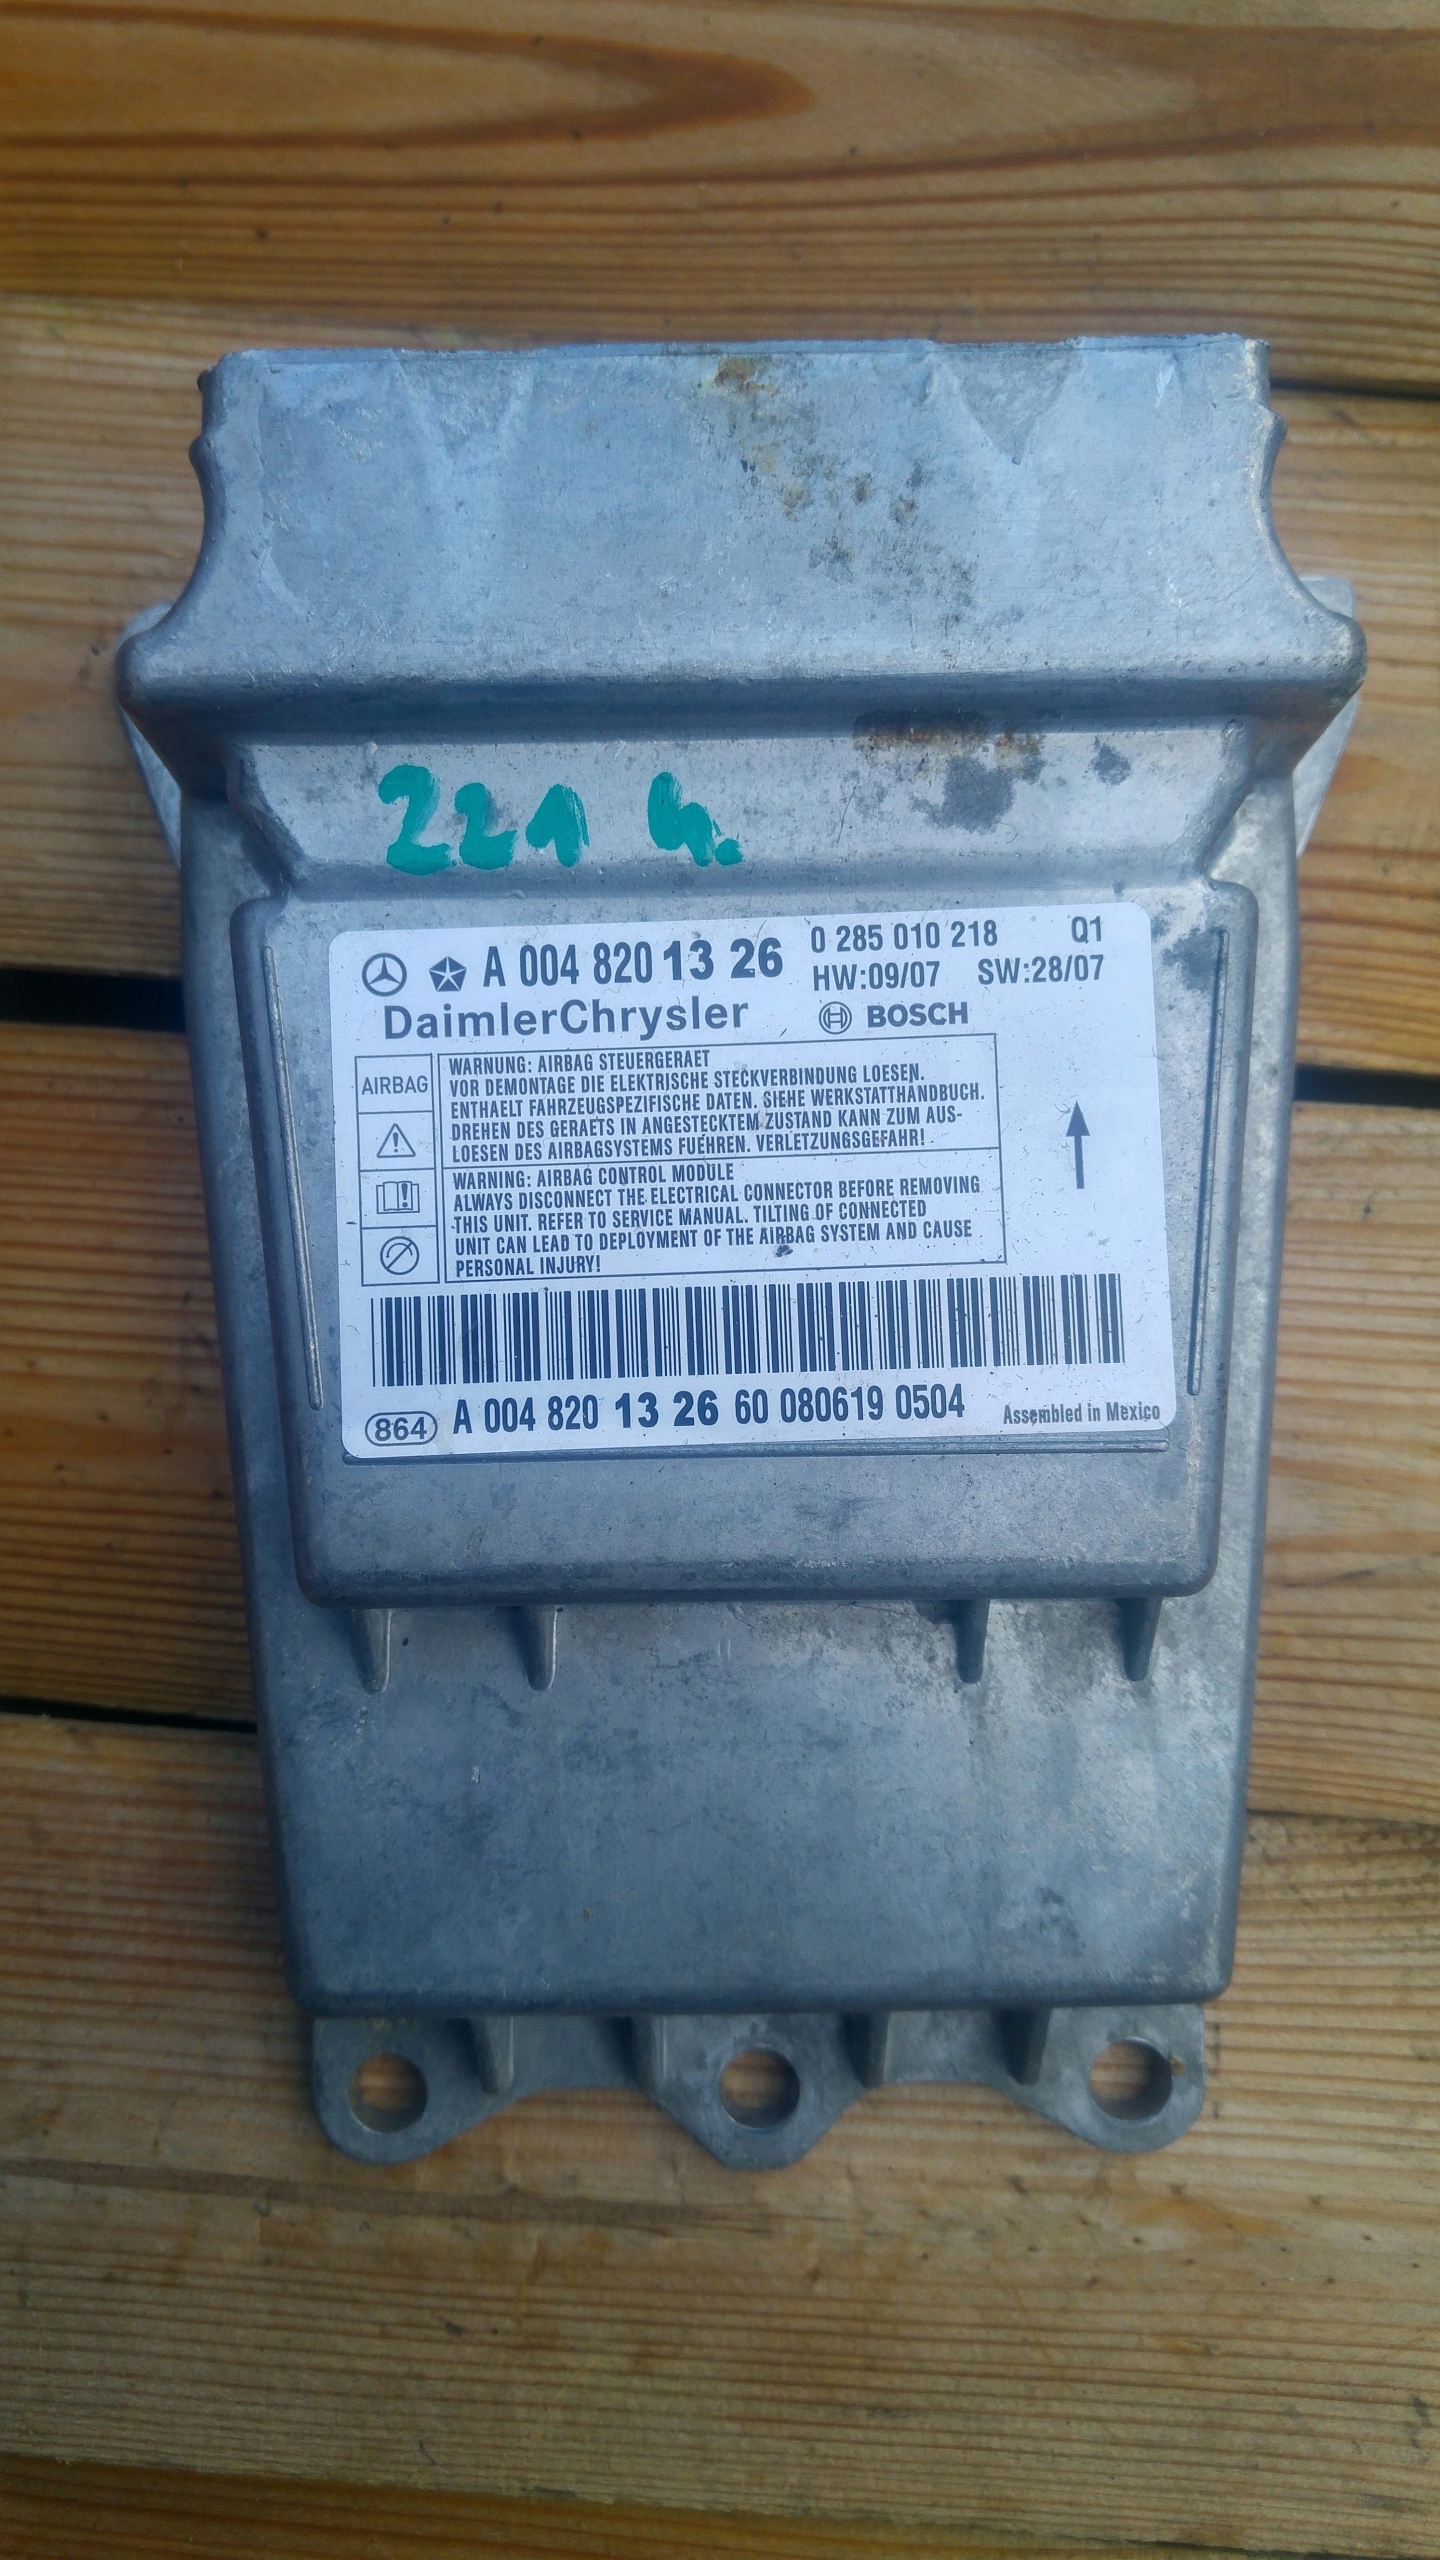 221 4.
A 004 820 13 26 0 285 010 218 Q1
HW:09/07 SW:28/07
DaimlerChrysler BOSCH
AIRBAG
WARNUNG: AIRBAG STEUERGERAET
VOR DEMONTAGE DIE ELEKTRISCHE STECKVERBINDUNG LOESEN.
ENTHAELT FAHRZEUGSPEZIFISCHE DATEN. SIEHE WERKSTATTHANDBUCH.
DREHEN DES GERAETS IN ANGESTECKTEM ZUSTAND KANN ZUM AUS-
LOESEN DES AIRBAGSYSTEMS FUEHREN. VERLETZUNGSGEFAHR!
WARNING: AIRBAG CONTROL MODULE
ALWAYS DISCONNECT THE ELECTRICAL CONNECTOR BEFORE REMOVING
THIS UNIT. REFER TO SERVICE MANUAL. TILTING OF CONNECTED
UNIT CAN LEAD TO DEPLOYMENT OF THE AIRBAG SYSTEM AND CAUSE
PERSONAL INJURY!
864 A 004 820 13 26 60 080619 0504 Assembled in Mexico